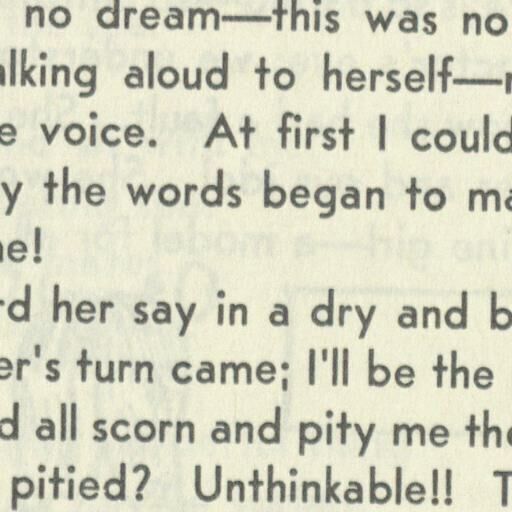 no dream—this was no
alking aloud to herself—
e voice. At first I could
y the words began to ma
ne!
rd her say in a dry and b
er's turn came; I'll be the
d all scorn and pity me the
pitied? Unthinkable!! T